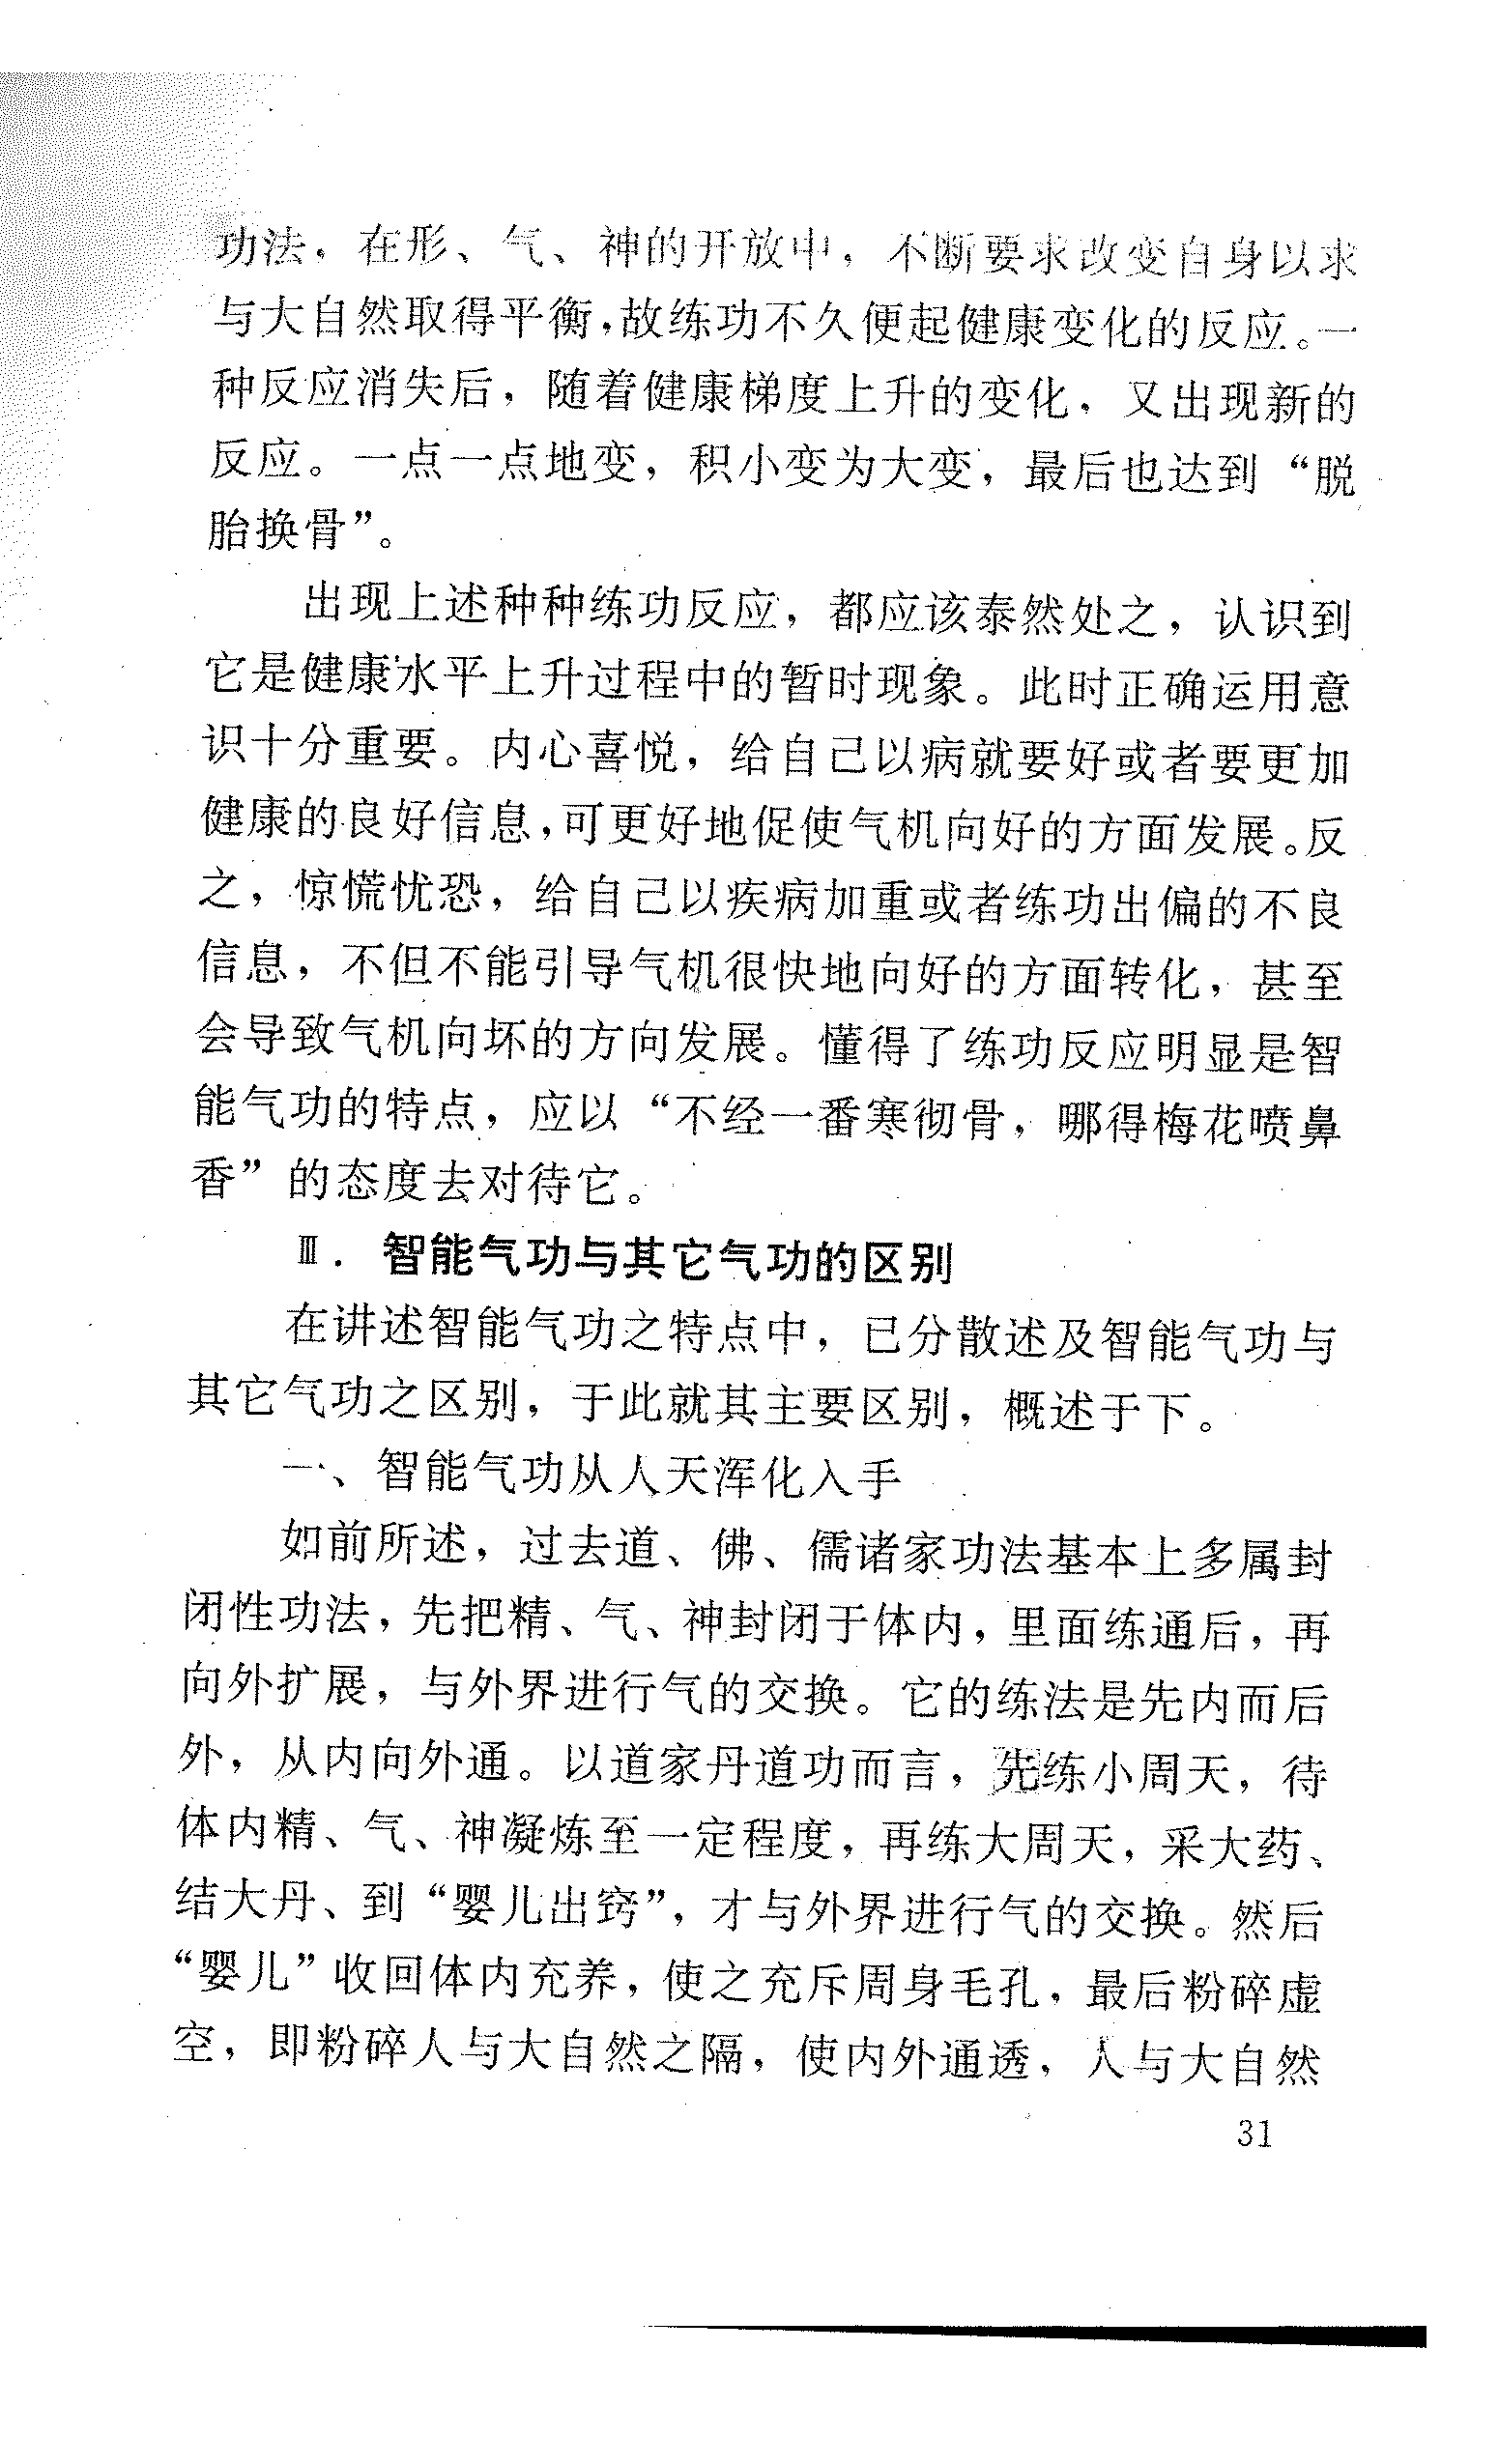 功法，在形、气、神的开放中，不断要求改变自身以求
与大自然取得平衡，故练功不久便起健康变化的反应。一
种反应消失后，随着健康梯度上升的变化，又出现新的
反应。一点一点地变，积小变为大变，最后也达到“脱
胎换骨”。
出现上述种种练功反应，都应该泰然处之，认识到
它是健康水平上升过程中的暂时现象。此时正确运用意
识十分重要。内心喜悦，给自己以病就要好或者要更加
健康的良好信息，可更好地促使气机向好的方面发展。反
之，惊慌忧恐，给自己以疾病加重或者练功出偏的不良
信息，不但不能引导气机很快地向好的方面转化，甚至
会导致气机向坏的方向发展。懂得了练功反应明显是智
能气功的特点，应以“不经一番寒彻骨，哪得梅花喷鼻
香”的态度去对待它。
Ⅲ．智能气功与其它气功的区别
在讲述智能气功之特点中，已分散述及智能气功与
其它气功之区别，于此就其主要区别，概述于下。
一、智能气功从人天浑化入手
如前所述，过去道、佛、儒诸家功法基本上多属封
闭性功法，先把精、气、神封闭于体内，里面练通后，再
向外扩展，与外界进行气的交换。它的练法是先内而后
外，从内向外通。以道家丹道功而言，先练小周天，待
体内精、气、神凝炼至一定程度，再练大周天，采大药、
结大丹、到“婴儿出窍”，才与外界进行气的交换。然后
“婴儿”收回体内充养，使之充斥周身毛孔，最后粉碎虚
空，即粉碎人与大自然之隔，使内外通透，人与大自然
31